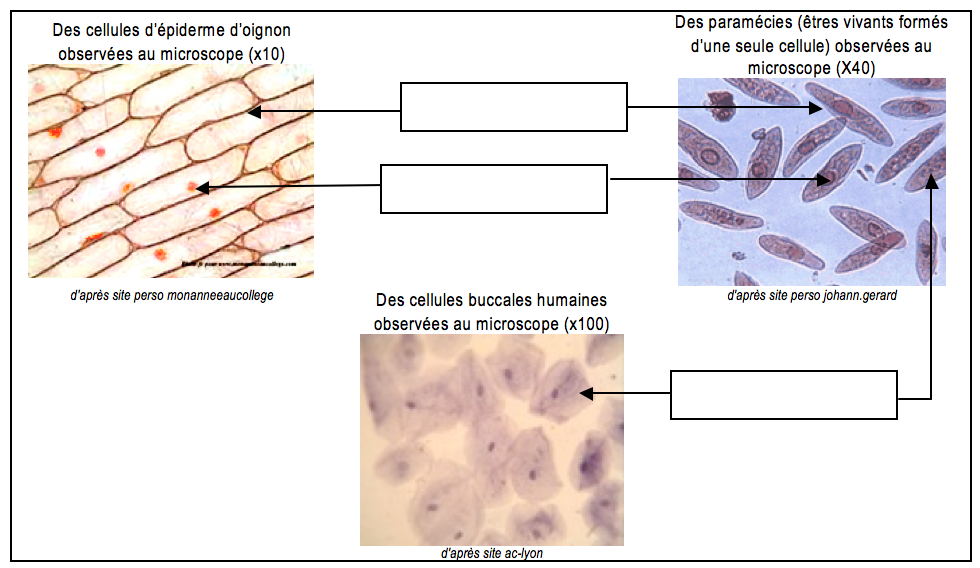 Des cellules d'épiderme d'oignon
observées au microscope (x10)
Des paramécies (êtres vivants formés
d'une seule cellule) observées au
microscope (X40)
d'après site perso monanneeaucollege
d'après site perso johann.gerard
Des cellules buccales humaines
observées au microscope (x100)
d'après site ac-lyon